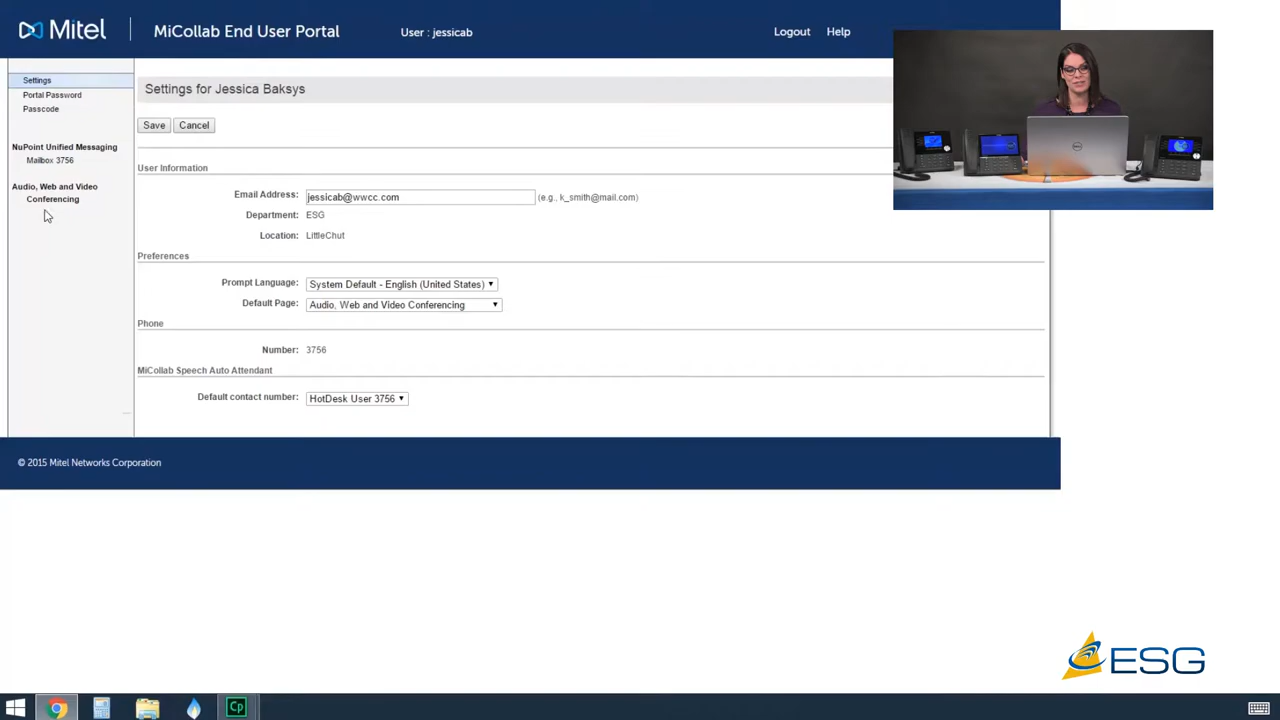 Mitel
MiCollab End User Portal
User : jessicab
Logout
Help
Settings
Portal Password
Passcode
NuPoint Unified Messaging
Mailbox 3756
Audio, Web and Video
Conferencing
Settings for Jessica Baksys
Save
Cancel
User Information
Email Address: jessicab@wwcc.com (e.g., k_smith@mail.com)
Department: ESG
Location: LittleChut
Preferences
Prompt Language: System Default - English (United States)
Default Page: Audio, Web and Video Conferencing
Phone
Number: 3756
MiCollab Speech Auto Attendant
Default contact number: HotDesk User 3756
© 2015 Mitel Networks Corporation
ESG
Cp